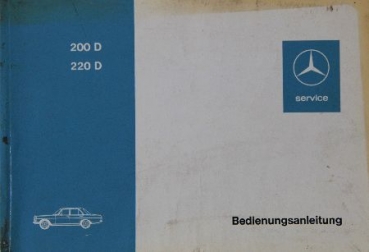 200 D
220 D
service
Bedienungsanleitung